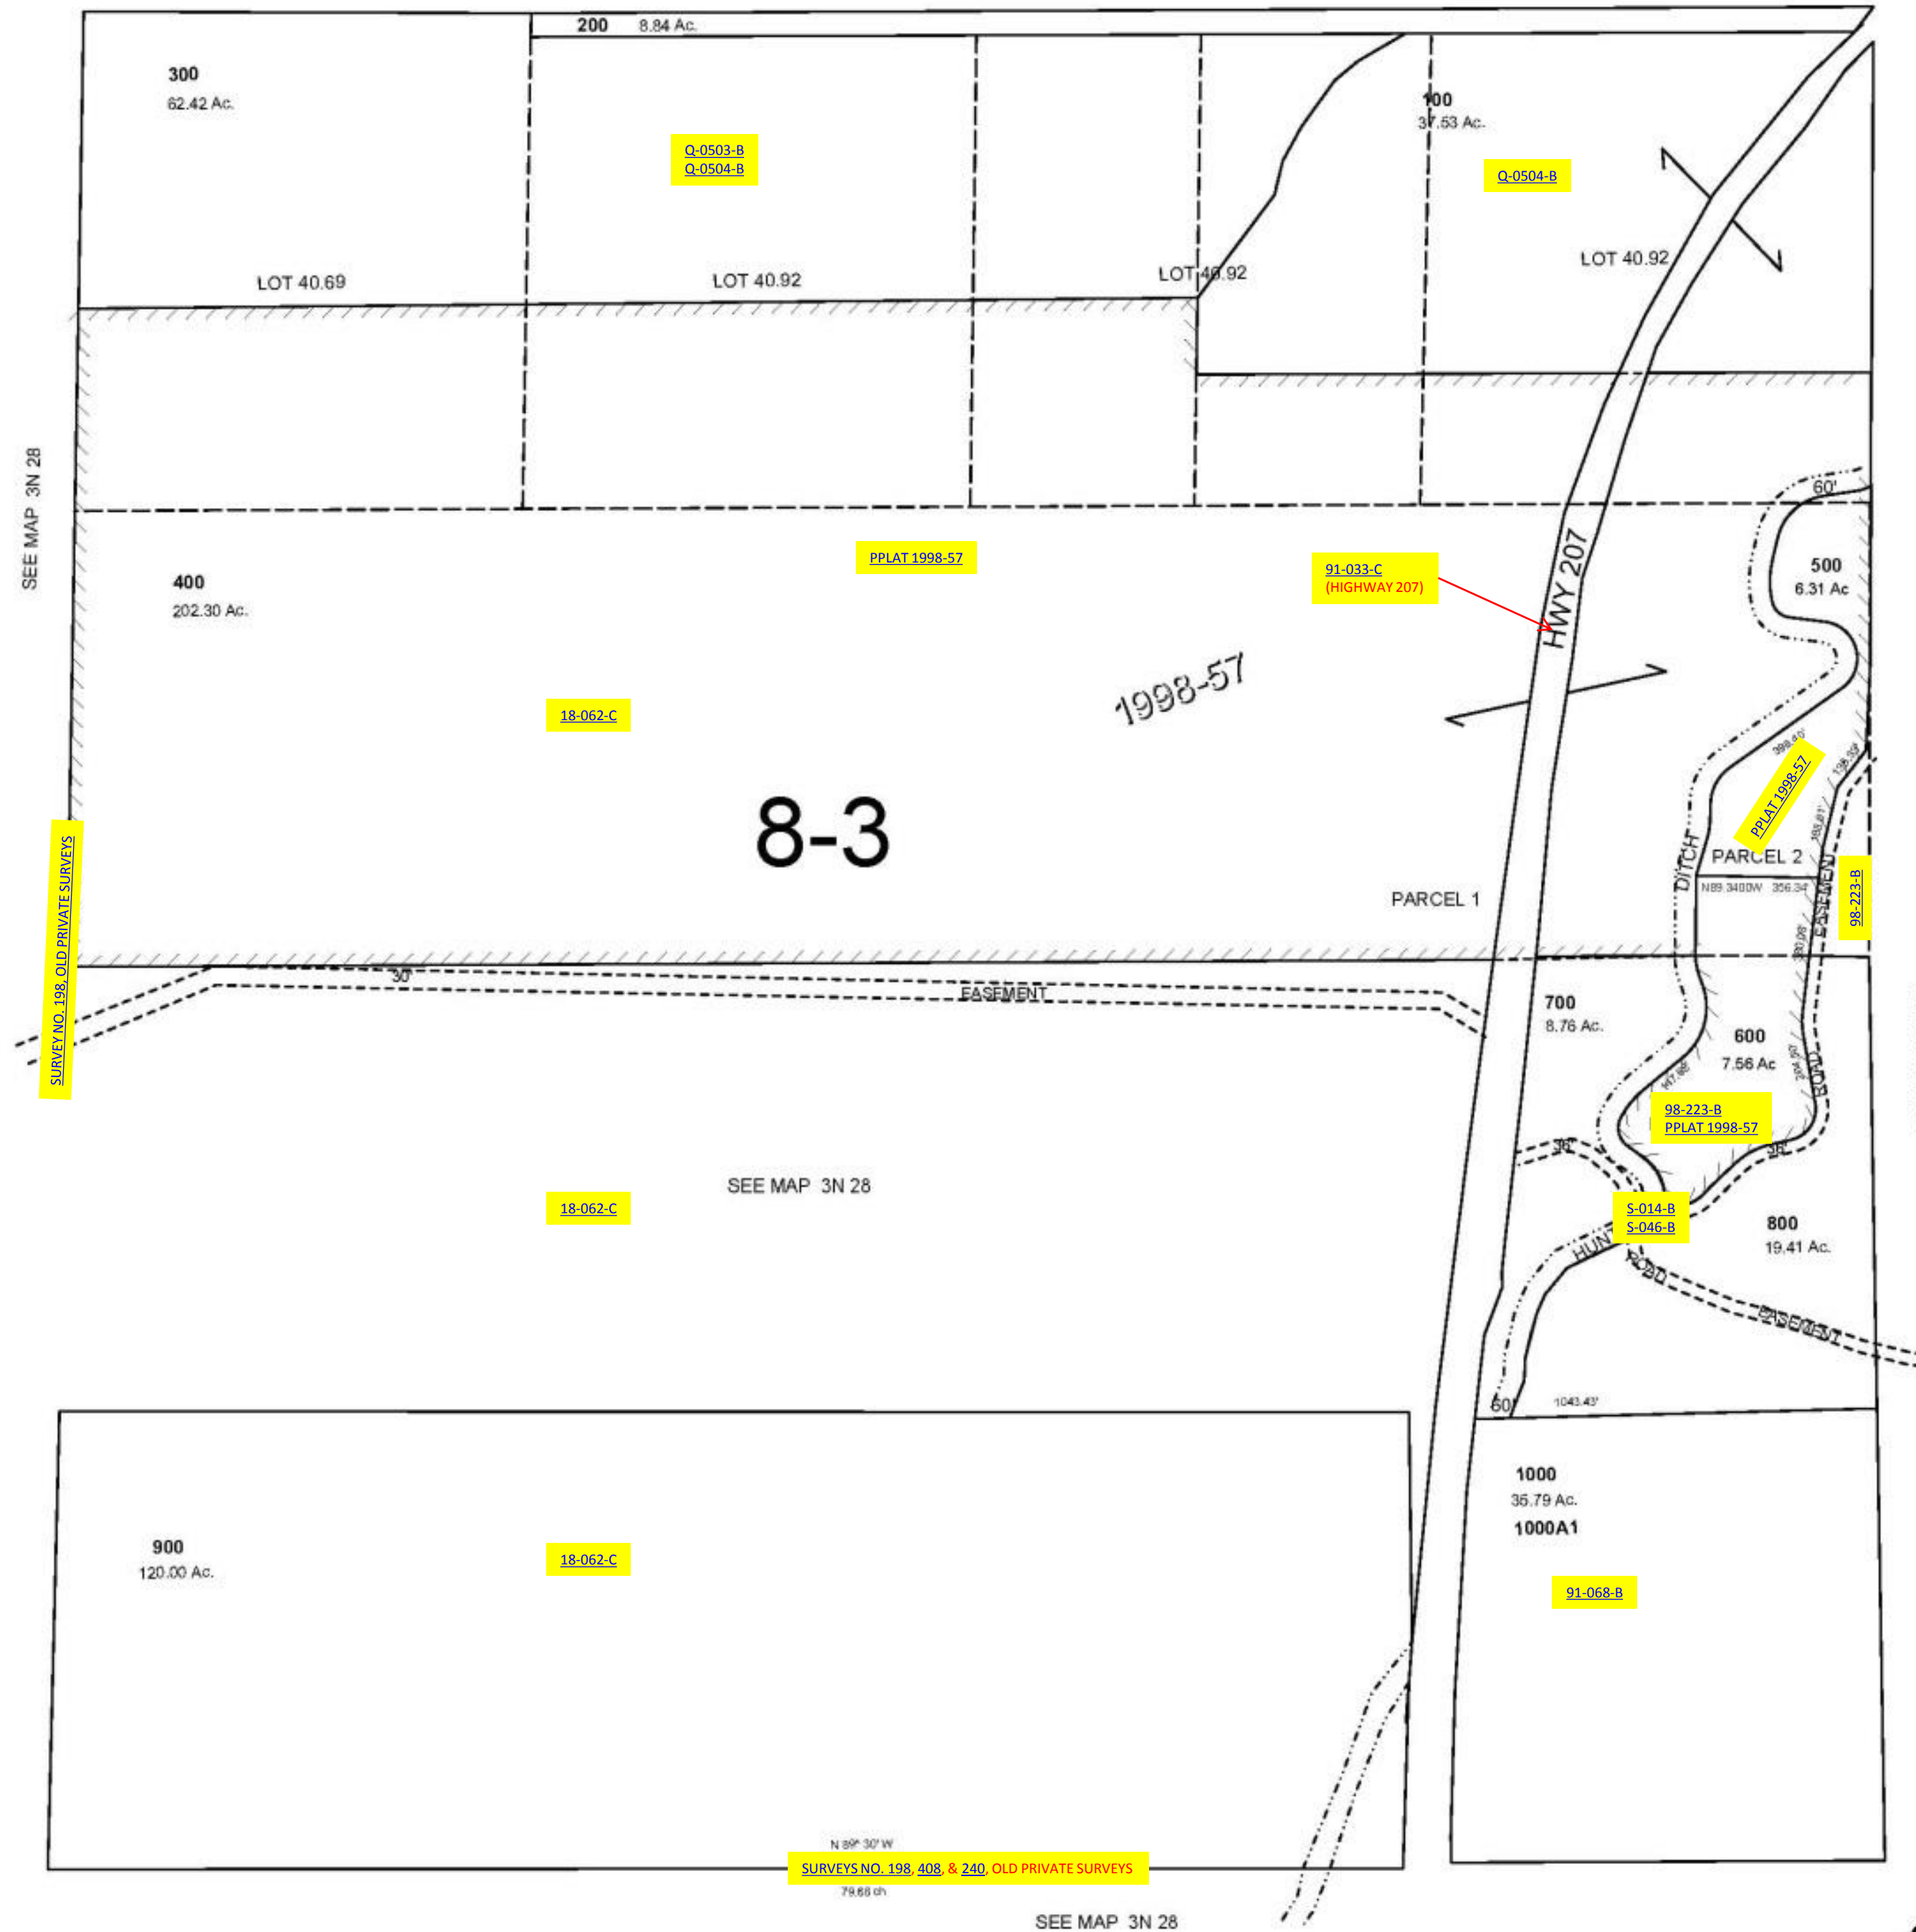 200 8.84 Ac.
300
62.42 Ac.
100
37.53 Ac.
Q-0503-B
Q-0504-B
Q-0504-B
LOT 40.69
LOT 40.92
LOT 40.92
LOT 40.92
SEE MAP 3N 28
60'
PPLAT 1998-57
91-033-C
(HIGHWAY 207)
HWY 207
500
6.31 Ac
400
202.30 Ac.
1998-57
18-062-C
398.40'
138.33'
PPLAT 1998-57
8-3
SURVEY NO. 198, OLD PRIVATE SURVEYS
DITCH
PARCEL 2
N89.3400W 356.34'
EASEMENT
98-223-B
PARCEL 1
30'
EASEMENT
700
8.76 Ac.
600
7.56 Ac
ROAD
98-223-B
PPLAT 1998-57
36'
36'
SEE MAP 3N 28
18-062-C
S-014-B
S-046-B
800
19.41 Ac.
HUNT
ROAD
EASEMENT
60'
1043.43'
1000
35.79 Ac.
1000A1
900
120.00 Ac.
18-062-C
91-068-B
N 89° 30' W
SURVEYS NO. 198, 408, & 240, OLD PRIVATE SURVEYS
79.68 ch
SEE MAP 3N 28